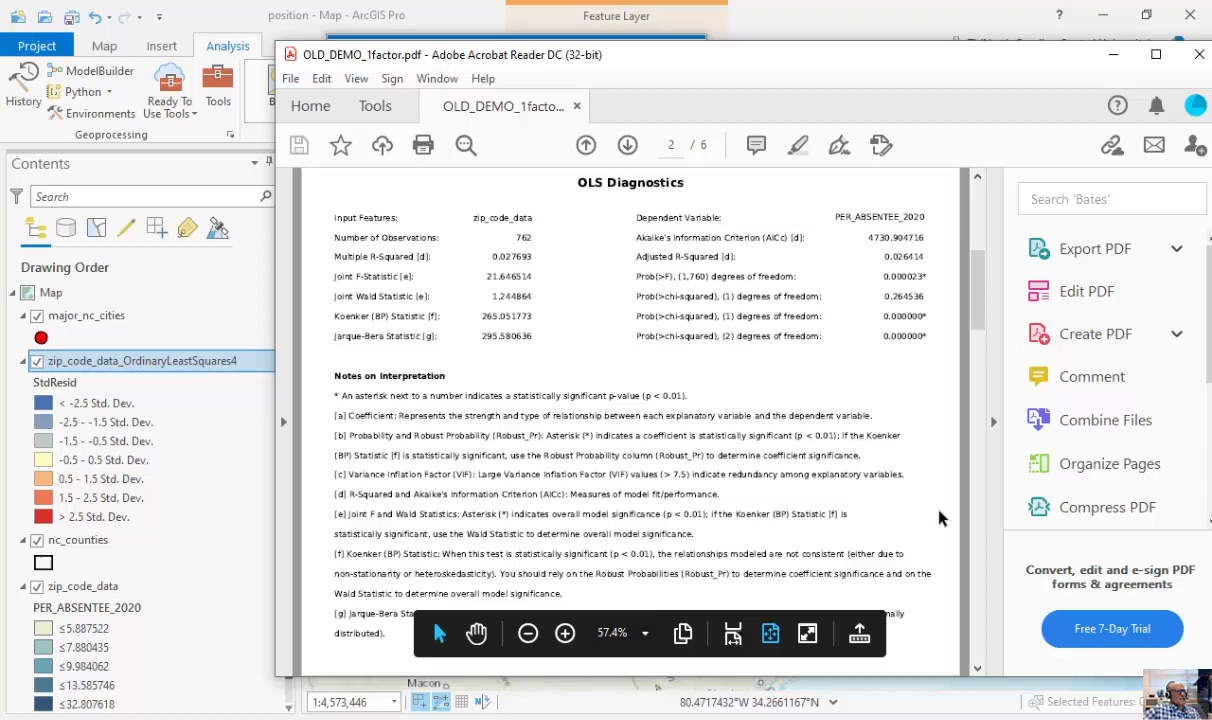 position - Map - ArcGIS Pro
Feature Layer
Project
Map
Insert
Analysis
History
ModelBuilder
Python
Environments
Ready To
Use Tools
Tools
Geoprocessing
Contents
Search
Drawing Order
Map
major_nc_cities
zip_code_data_OrdinaryLeastSquares4
StdResid
< -2.5 Std. Dev.
-2.5 - -1.5 Std. Dev.
-1.5 - -0.5 Std. Dev.
-0.5 - 0.5 Std. Dev.
0.5 - 1.5 Std. Dev.
1.5 - 2.5 Std. Dev.
> 2.5 Std. Dev.
nc_counties
zip_code_data
PER_ABSENTEE_2020
≤5.887522
≤7.880435
≤9.984062
≤13.585746
≤32.807618
OLD_DEMO_1factor.pdf - Adobe Acrobat Reader DC (32-bit)
File Edit View Sign Window Help
Home Tools OLD_DEMO_1facto... ×
2 / 6
OLS Diagnostics
Input Features: zip_code_data Dependent Variable: PER_ABSENTEE_2020
Number of Observations: 762 Akaike's Information Criterion (AICc) [d]: 4730.904716
Multiple R-Squared [d]: 0.027693 Adjusted R-Squared [d]: 0.026414
Joint F-Statistic [e]: 21.646514 Prob(>F), (1,760) degrees of freedom: 0.000023*
Joint Wald Statistic [e]: 1.244864 Prob(>chi-squared), (1) degrees of freedom: 0.264536
Koenker (BP) Statistic [f]: 265.051773 Prob(>chi-squared), (1) degrees of freedom: 0.000000*
Jarque-Bera Statistic [g]: 295.580636 Prob(>chi-squared), (2) degrees of freedom: 0.000000*
Notes on Interpretation
* An asterisk next to a number indicates a statistically significant p-value (p < 0.01).
[a] Coefficient: Represents the strength and type of relationship between each explanatory variable and the dependent variable.
[b] Probability and Robust Probability (Robust_Pr): Asterisk (*) indicates a coefficient is statistically significant (p < 0.01); if the Koenker
(BP) Statistic [f] is statistically significant, use the Robust Probability column (Robust_Pr) to determine coefficient significance.
[c] Variance Inflation Factor (VIF): Large Variance Inflation Factor (VIF) values (> 7.5) indicate redundancy among explanatory variables.
[d] R-Squared and Akaike's Information Criterion (AICc): Measures of model fit/performance.
[e] Joint F and Wald Statistics: Asterisk (*) indicates overall model significance (p < 0.01); if the Koenker (BP) Statistic [f] is
statistically significant, use the Wald Statistic to determine overall model significance.
[f] Koenker (BP) Statistic: When this test is statistically significant (p < 0.01), the relationships modeled are not consistent (either due to
non-stationarity or heteroskedasticity). You should rely on the Robust Probabilities (Robust_Pr) to determine coefficient significance and on the
Wald Statistic to determine overall model significance.
[g] Jarque-Bera Sta
distributed).
57.4%
Search 'Bates'
Export PDF
Edit PDF
Create PDF
Comment
Combine Files
Organize Pages
Compress PDF
Convert, edit and e-sign PDF
forms & agreements
Free 7-Day Trial
Macon
1:4,573,446
80.4717432°W 34.2661167°N
Selected Features: